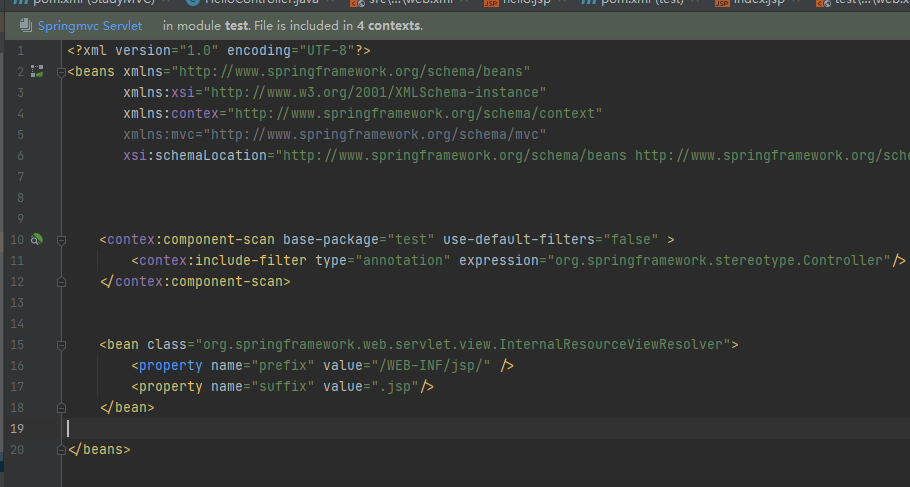 pom.xml (StudyMVC) HelloController.java src\...\web.xml hello.jsp pom.xml (test) index.jsp test\...\web.x
Springmvc Servlet in module test. File is included in 4 contexts.
1 <?xml version="1.0" encoding="UTF-8"?>
2 <beans xmlns="http://www.springframework.org/schema/beans"
3 xmlns:xsi="http://www.w3.org/2001/XMLSchema-instance"
4 xmlns:contex="http://www.springframework.org/schema/context"
5 xmlns:mvc="http://www.springframework.org/schema/mvc"
6 xsi:schemaLocation="http://www.springframework.org/schema/beans http://www.springframework.org/sche
7
8
9
10 <contex:component-scan base-package="test" use-default-filters="false" >
11 <contex:include-filter type="annotation" expression="org.springframework.stereotype.Controller"/>
12 </contex:component-scan>
13
14
15 <bean class="org.springframework.web.servlet.view.InternalResourceViewResolver">
16 <property name="prefix" value="/WEB-INF/jsp/" />
17 <property name="suffix" value=".jsp"/>
18 </bean>
19
20 </beans>